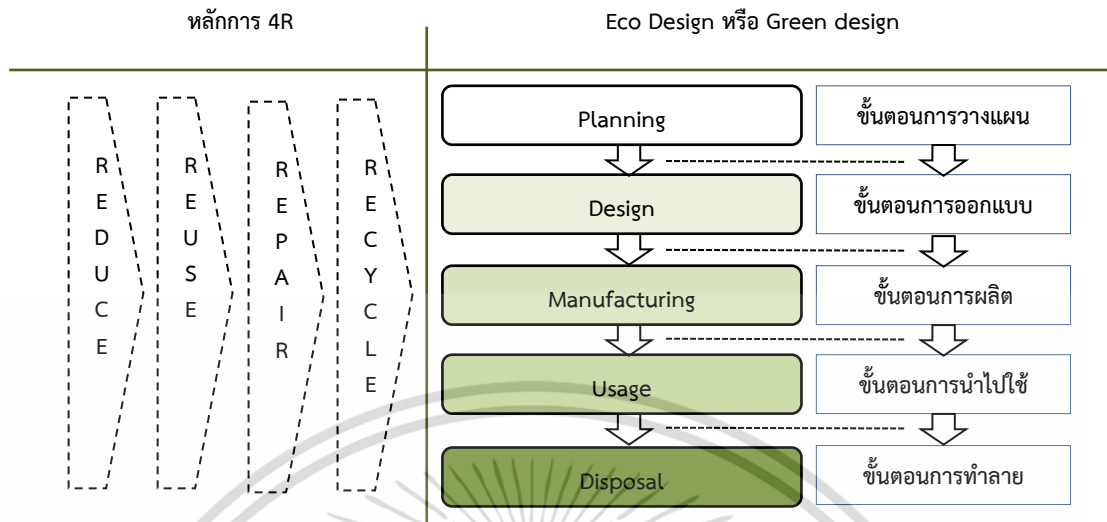 หลักการ 4R
Eco Design หรือ Green design
REDUCE
REUSE
REPAIR
RECYCLE
Planning
ขั้นตอนการวางแผน
Design
ขั้นตอนการออกแบบ
Manufacturing
ขั้นตอนการผลิต
Usage
ขั้นตอนการนำไปใช้
Disposal
ขั้นตอนการทำลาย